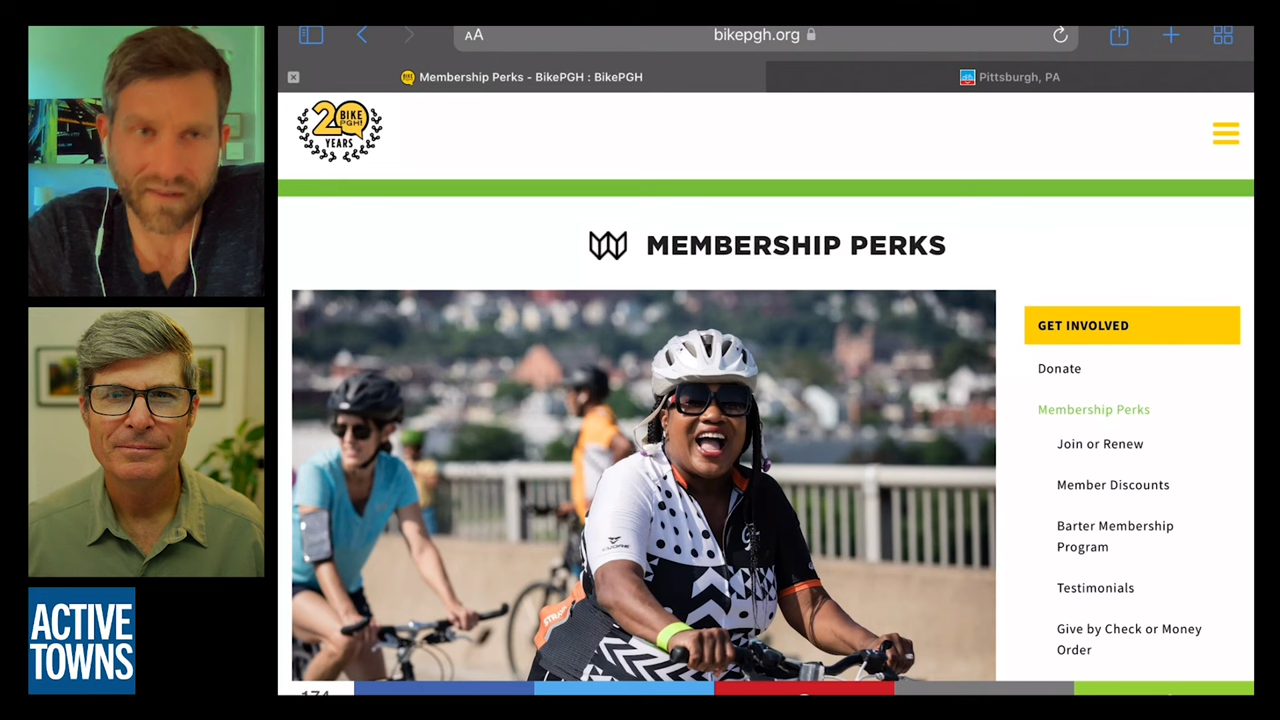 AA
bikepgh.org
Membership Perks - BikePGH : BikePGH
Pittsburgh, PA
20
BIKE
PGH!
YEARS
MEMBERSHIP PERKS
GET INVOLVED
Donate
Membership Perks
Join or Renew
Member Discounts
Barter Membership
Program
Testimonials
Give by Check or Money
Order
CUORE
ACTIVE
TOWNS